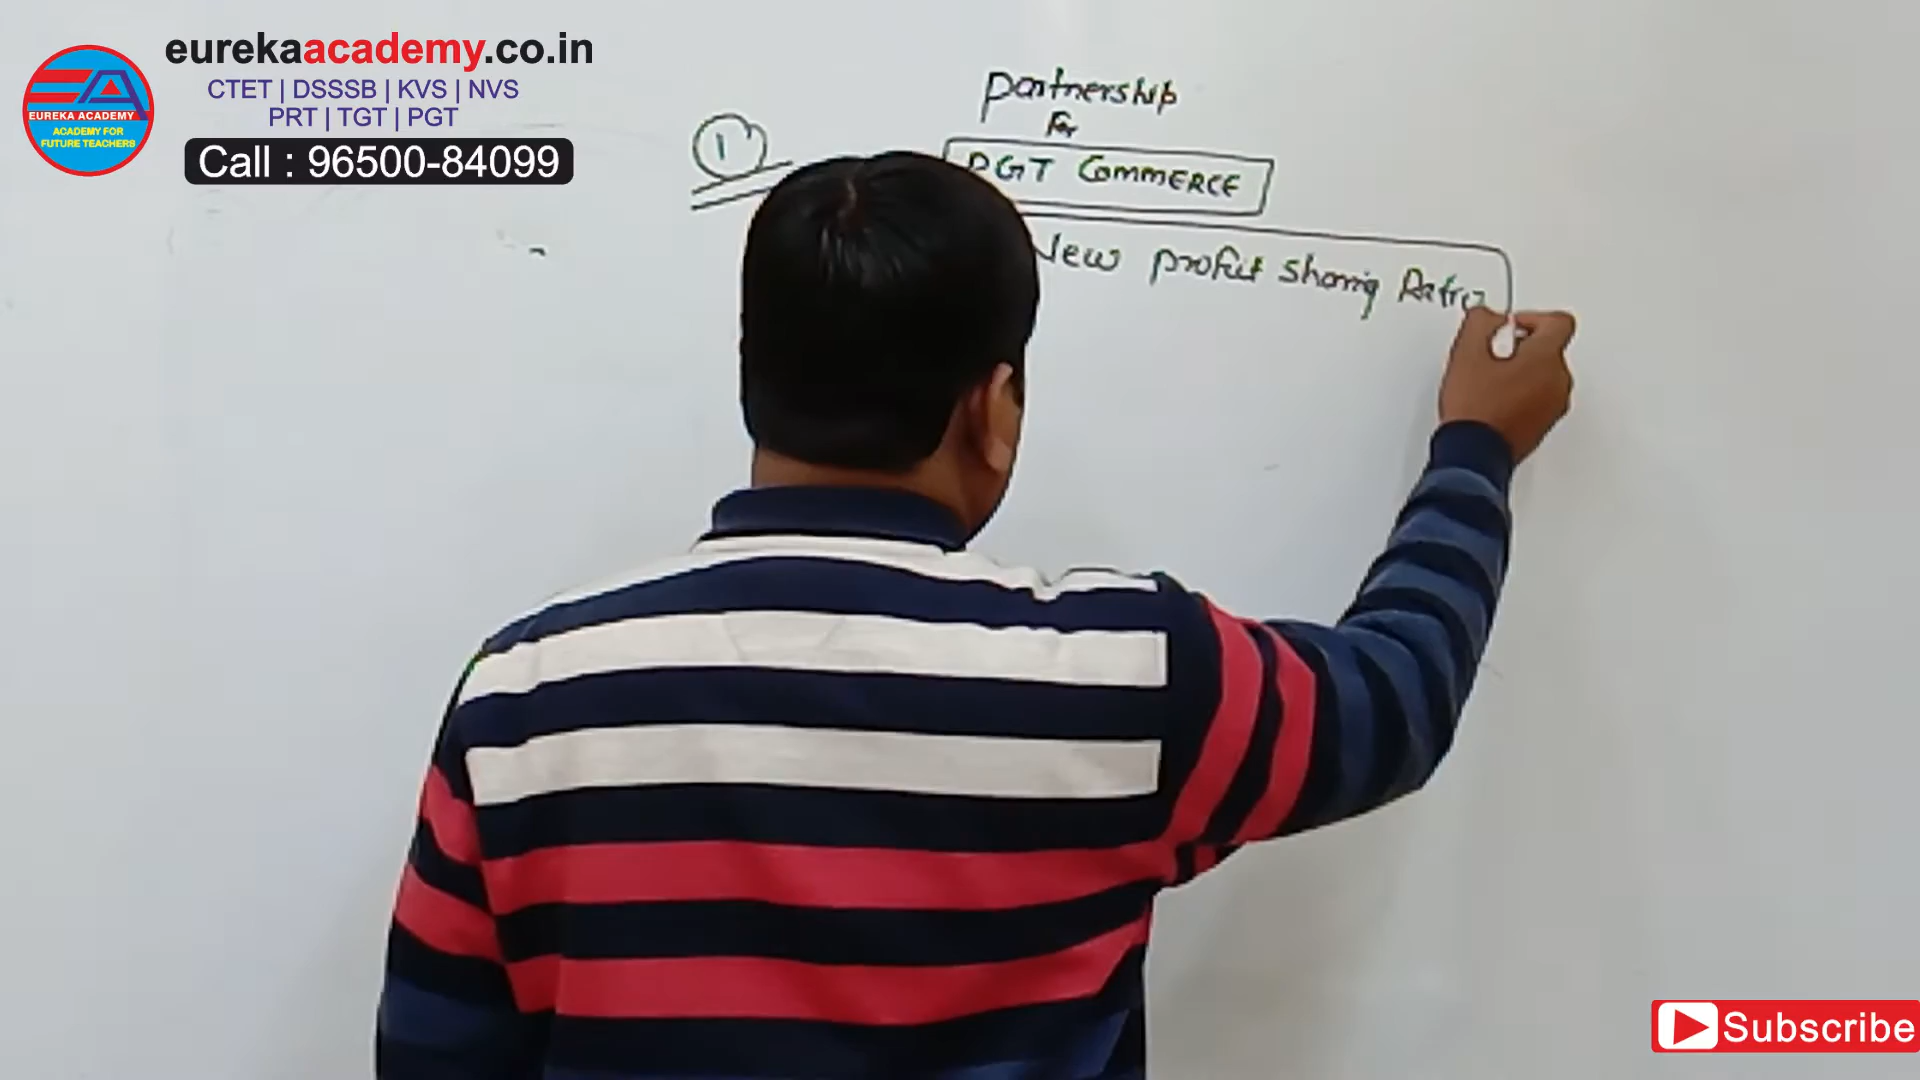 eurekaacademy.co.in
CTET | DSSSB | KVS | NVS
PRT | TGT | PGT
Call : 96500-84099
EUREKA ACADEMY
ACADEMY FOR
FUTURE TEACHERS
1
Partnership
For
PGT COMMERCE
New profit sharing Ratio
Subscribe